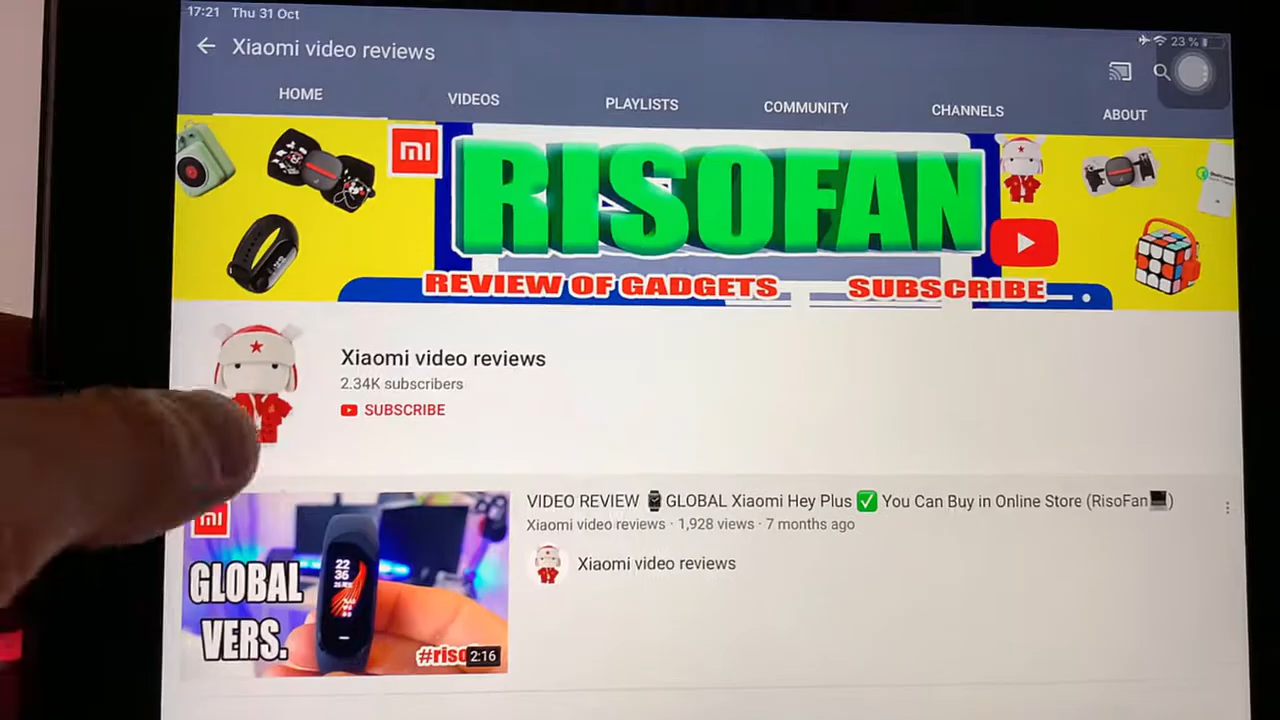 17:21 Thu 31 Oct
23 %
Xiaomi video reviews
HOME VIDEOS PLAYLISTS COMMUNITY CHANNELS ABOUT
mi
RISOFAN
REVIEW OF GADGETS SUBSCRIBE
Xiaomi video reviews
2.34K subscribers
SUBSCRIBE
mi
GLOBAL
VERS.
22
36
2:16
VIDEO REVIEW ⌚ GLOBAL Xiaomi Hey Plus ✅ You Can Buy in Online Store (RisoFan💻)
Xiaomi video reviews · 1,928 views · 7 months ago
Xiaomi video reviews